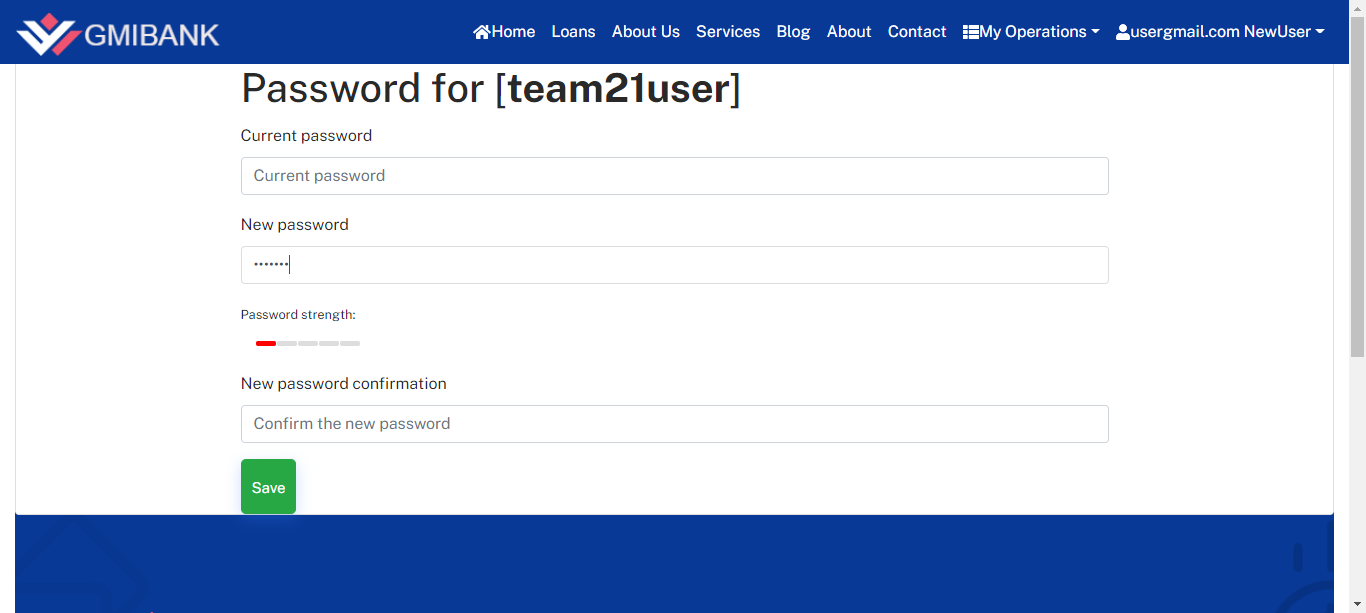 GMIBANK
Home Loans About Us Services Blog About Contact My Operations usergmail.com NewUser
Password for [team21user]
Current password
Current password
New password
•••••••
Password strength:
New password confirmation
Confirm the new password
Save